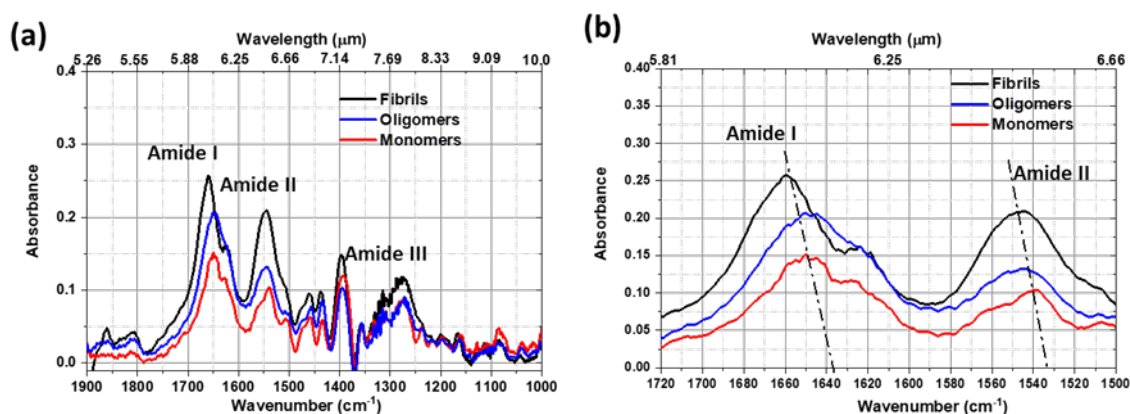 (a)
Wavelength (μm)
5.26 5.55 5.88 6.25 6.66 7.14 7.69 8.33 9.09 10.0
0.4
0.3
0.2
0.1
0.0
Absorbance
Fibrils
Oligomers
Monomers
Amide I
Amide II
Amide III
1900 1800 1700 1600 1500 1400 1300 1200 1100 1000
Wavenumber (cm⁻¹)
(b)
Wavelength (μm)
5.81 6.25 6.66
0.40
0.35
0.30
0.25
0.20
0.15
0.10
0.05
0.00
Absorbance
Fibrils
Oligomers
Monomers
Amide I
Amide II
1720 1700 1680 1660 1640 1620 1600 1580 1560 1540 1520 1500
Wavenumber (cm⁻¹)